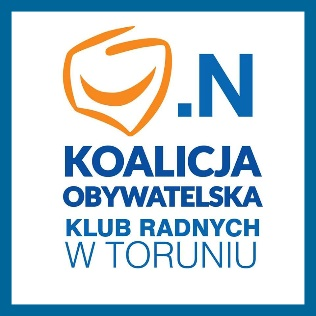 .N
KOALICJA
OBYWATELSKA
KLUB RADNYCH
W TORUNIU